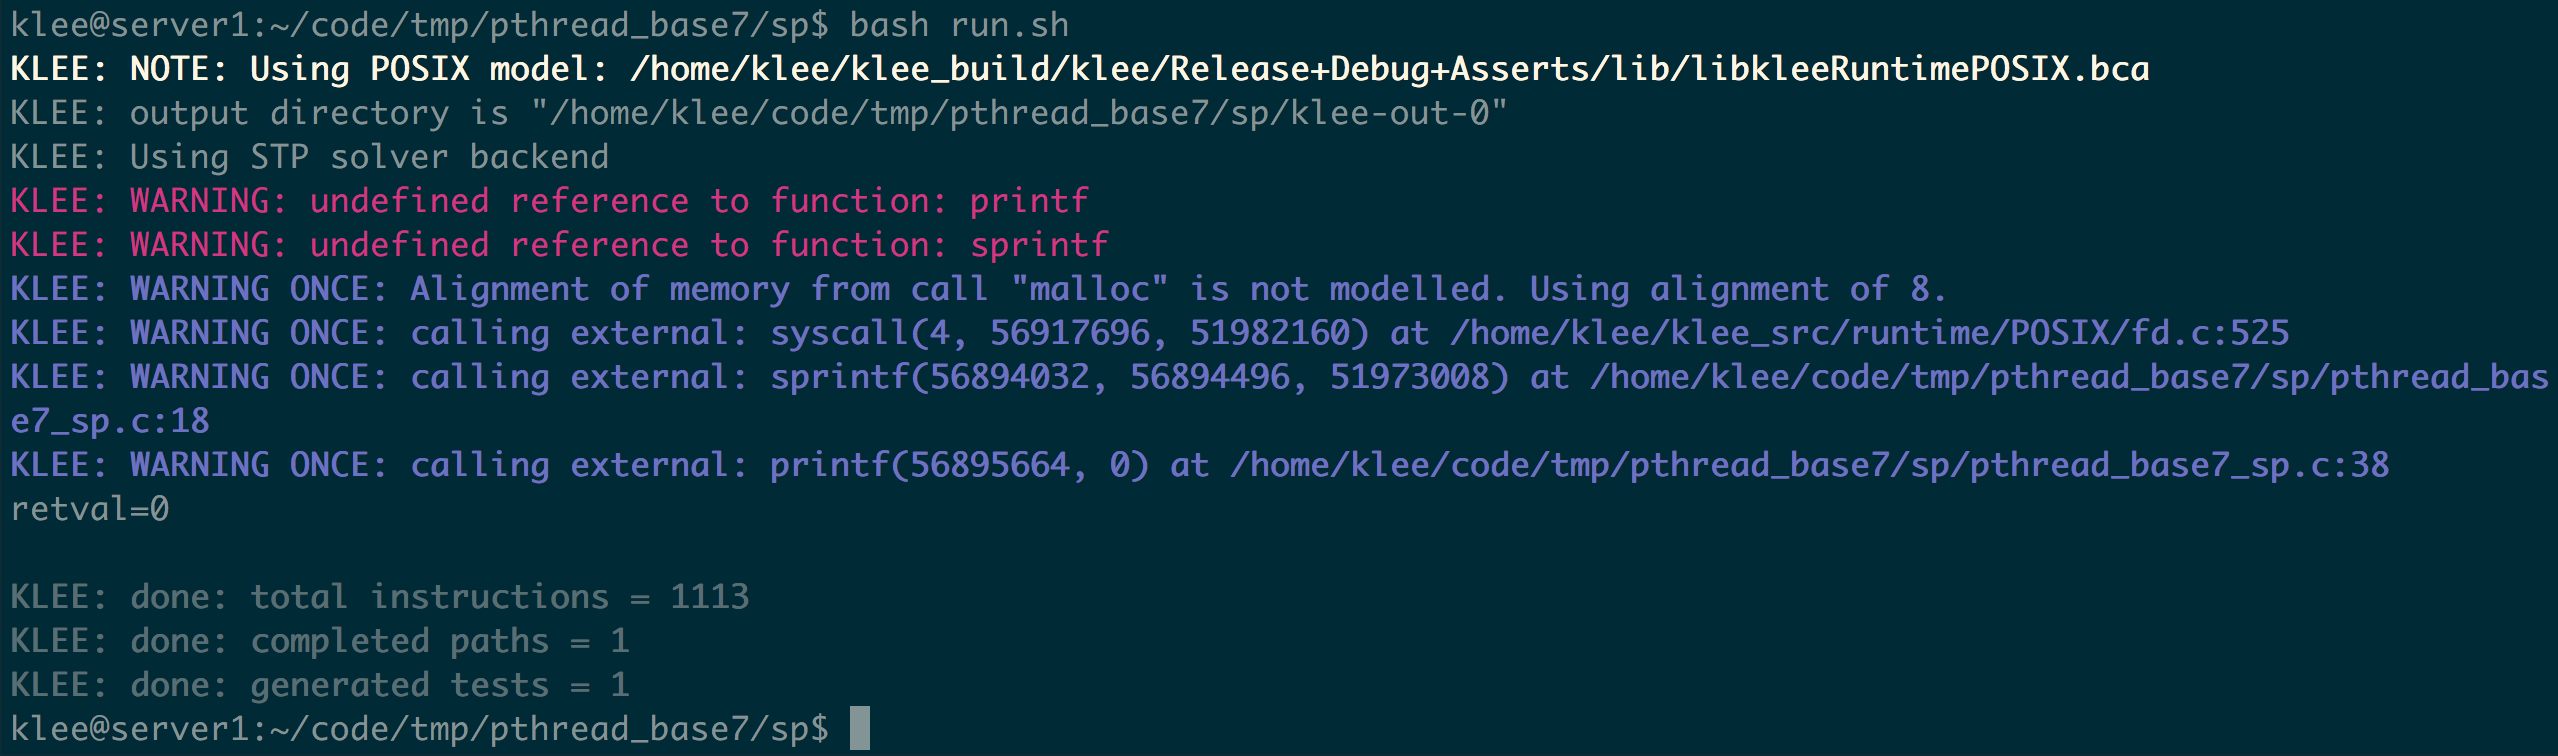 klee@server1:~/code/tmp/pthread_base7/sp$ bash run.sh
KLEE: NOTE: Using POSIX model: /home/klee/klee_build/klee/Release+Debug+Asserts/lib/libkleeRuntimePOSIX.bca
KLEE: output directory is "/home/klee/code/tmp/pthread_base7/sp/klee-out-0"
KLEE: Using STP solver backend
KLEE: WARNING: undefined reference to function: printf
KLEE: WARNING: undefined reference to function: sprintf
KLEE: WARNING ONCE: Alignment of memory from call "malloc" is not modelled. Using alignment of 8.
KLEE: WARNING ONCE: calling external: syscall(4, 56917696, 51982160) at /home/klee/klee_src/runtime/POSIX/fd.c:525
KLEE: WARNING ONCE: calling external: sprintf(56894032, 56894496, 51973008) at /home/klee/code/tmp/pthread_base7/sp/pthread_bas
e7_sp.c:18
KLEE: WARNING ONCE: calling external: printf(56895664, 0) at /home/klee/code/tmp/pthread_base7/sp/pthread_base7_sp.c:38
retval=0
KLEE: done: total instructions = 1113
KLEE: done: completed paths = 1
KLEE: done: generated tests = 1
klee@server1:~/code/tmp/pthread_base7/sp$